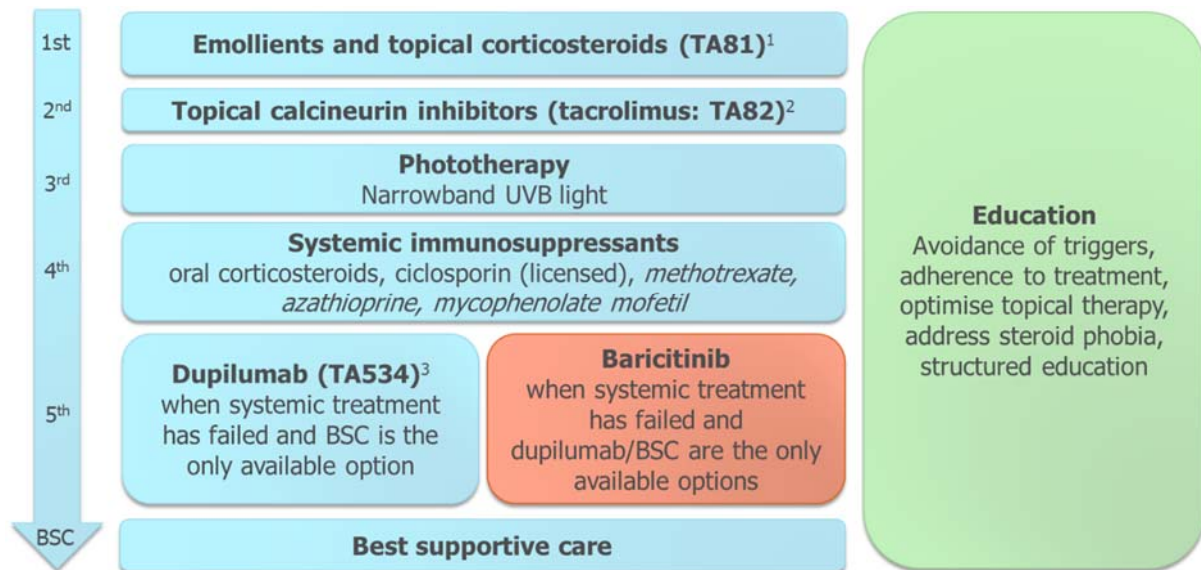 1st
Emollients and topical corticosteroids (TA81)1
2nd
Topical calcineurin inhibitors (tacrolimus: TA82)2
3rd
Phototherapy
Narrowband UVB light
4th
Systemic immunosuppressants
oral corticosteroids, ciclosporin (licensed), methotrexate,
azathioprine, mycophenolate mofetil
5th
Dupilumab (TA534)3
when systemic treatment
has failed and BSC is the
only available option
Baricitinib
when systemic treatment
has failed and
dupilumab/BSC are the only
available options
BSC
Best supportive care
Education
Avoidance of triggers,
adherence to treatment,
optimise topical therapy,
address steroid phobia,
structured education